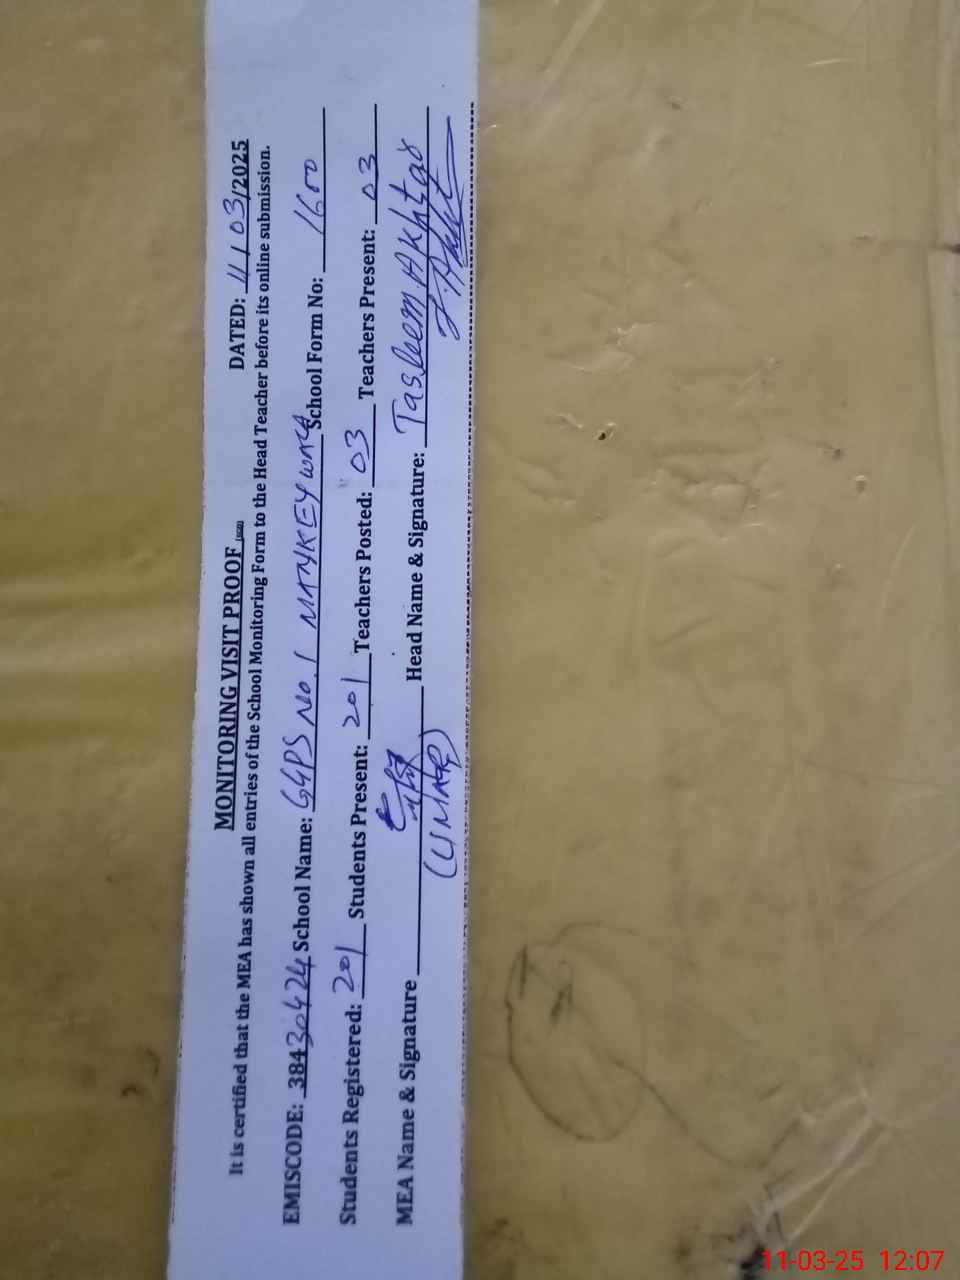 MONITORING VISIT PROOF DATED: 11/03/2025
It is certified that the MEA has shown all entries of the School Monitoring Form to the Head Teacher before its online submission.
EMISCODE: 38430424 School Name: GGPS No. 1 School Form No: 1600
Students Registered: 201 Students Present: 201 Teachers Posted: 03 Teachers Present: 03
MEA Name & Signature Head Name & Signature: Tasleem Akhtar
(UMAR)
11-03-25 12:07